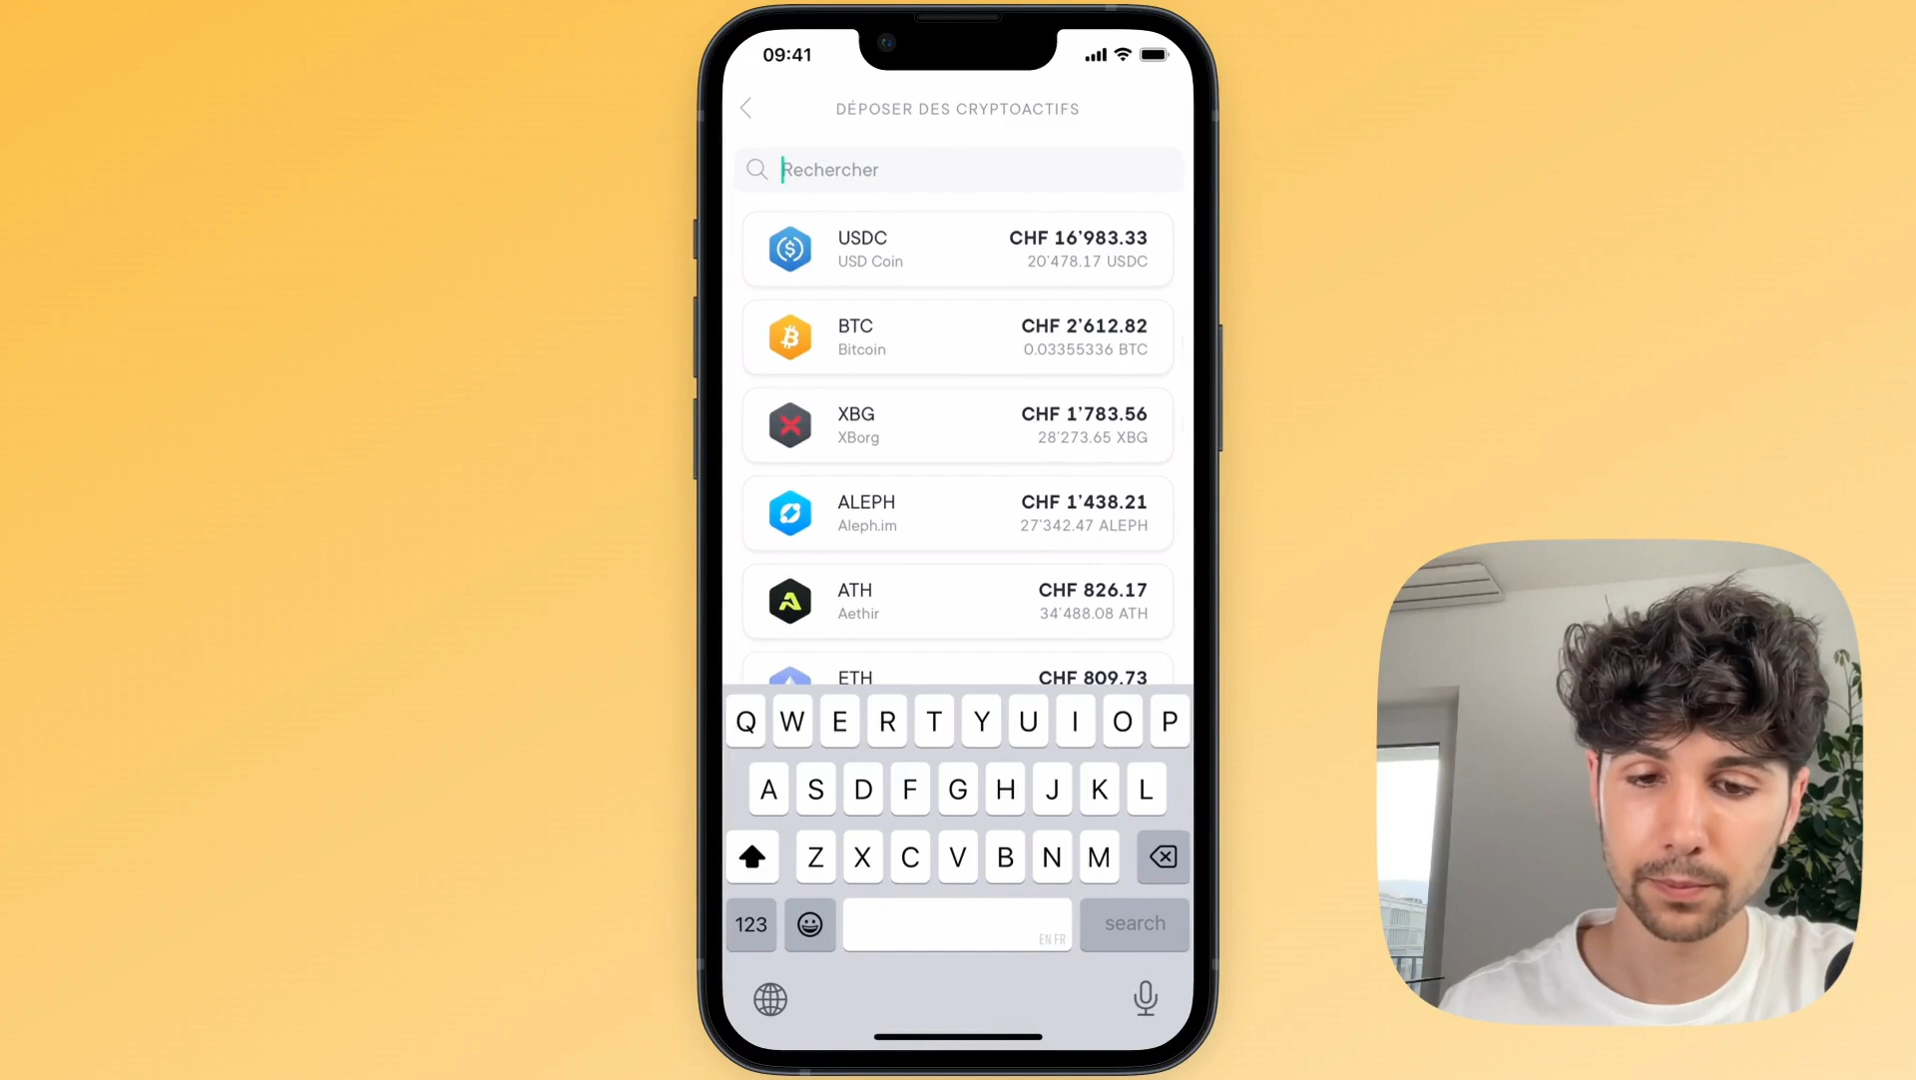 09:41
DÉPOSER DES CRYPTOACTIFS
Rechercher
USDC
CHF 16’983.33
USD Coin
20’478.17 USDC
BTC
CHF 2’612.82
Bitcoin
0.03355336 BTC
XBG
CHF 1’783.56
XBorg
28’273.65 XBG
ALEPH
CHF 1’438.21
Aleph.im
27’342.47 ALEPH
ATH
CHF 826.17
Aethir
34’488.08 ATH
ETH
CHF 809.73
Q W E R T Y U I O P
A S D F G H J K L
Z X C V B N M
123
EN FR
search